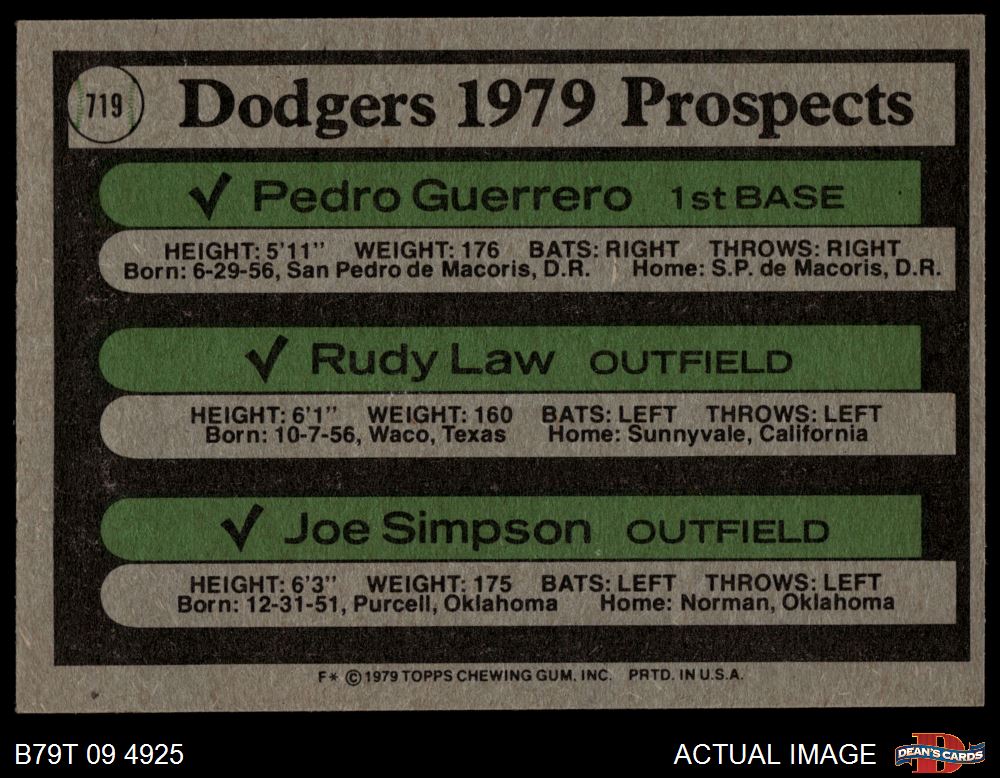 719
Dodgers 1979 Prospects
✓ Pedro Guerrero 1st BASE
HEIGHT: 5'11" WEIGHT: 176 BATS: RIGHT THROWS: RIGHT
Born: 6-29-56, San Pedro de Macoris, D.R. Home: S.P. de Macoris, D.R.
✓ Rudy Law OUTFIELD
HEIGHT: 6'1" WEIGHT: 160 BATS: LEFT THROWS: LEFT
Born: 10-7-56, Waco, Texas Home: Sunnyvale, California
✓ Joe Simpson OUTFIELD
HEIGHT: 6'3" WEIGHT: 175 BATS: LEFT THROWS: LEFT
Born: 12-31-51, Purcell, Oklahoma Home: Norman, Oklahoma
F* © 1979 TOPPS CHEWING GUM, INC. PRTD. IN U.S.A.
B79T 09 4925
ACTUAL IMAGE
D
DEAN'S CARDS